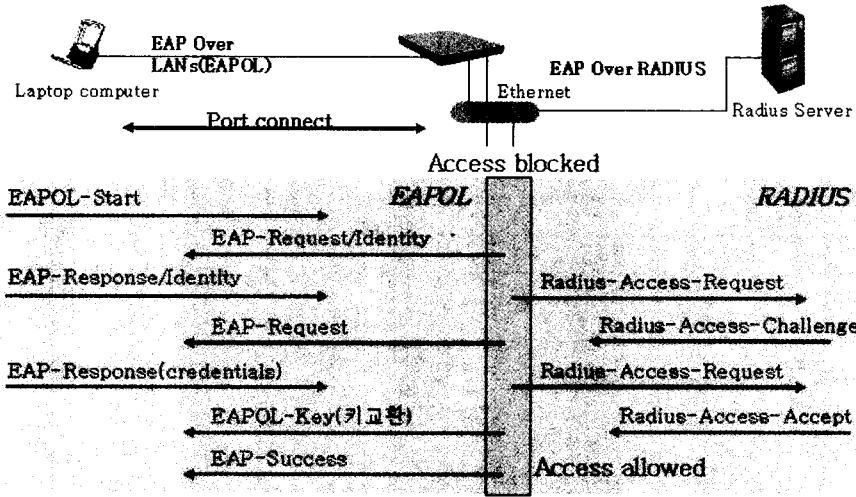 EAP Over
LANs(EAPOL)
Laptop computer
EAP Over RADIUS
Ethernet
Radius Server
Port connect
Access blocked
EAPOL-Start
EAPOL
RADIUS
EAP-Request/Identity
EAP-Response/Identity
Radius-Access-Request
EAP-Request
Radius-Access-Challenge
EAP-Response(credentials)
Radius-Access-Request
EAPOL-Key(키교환)
Radius-Access-Accept
EAP-Success
Access allowed